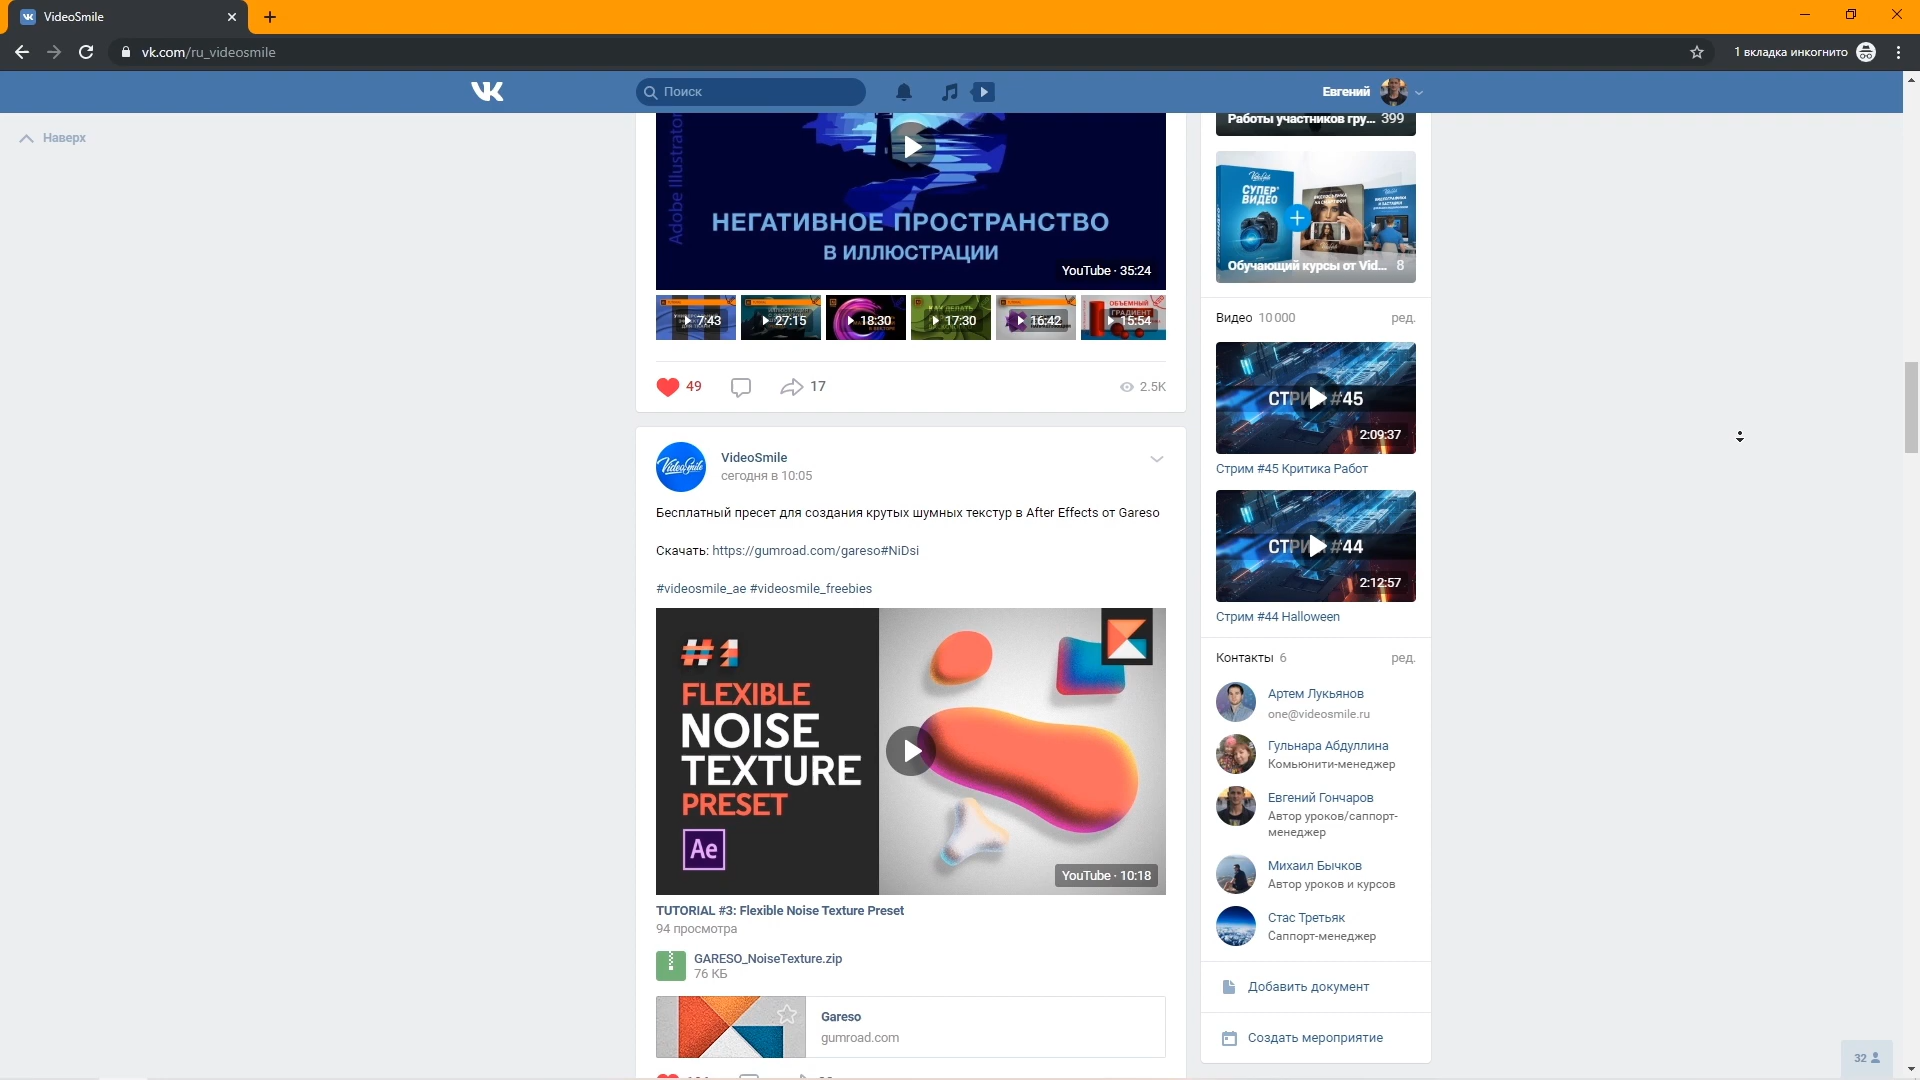 VideoSmile
vk.com/ru_videosmile
1 вкладка инкогнито
Поиск
Евгений
Наверх
Adobe Illustrator
НЕГАТИВНОЕ ПРОСТРАНСТВО
В ИЛЛЮСТРАЦИИ
YouTube · 35:24
7:43
27:15
18:30
17:30
16:42
ОБЪЕМНЫЙ
ГРАДИЕНТ
15:54
49
17
2.5K
VideoSmile
VideoSmile
сегодня в 10:05
Бесплатный пресет для создания крутых шумных текстур в After Effects от Gareso
Скачать: https://gumroad.com/gareso#NiDsi
#videosmile_ae #videosmile_freebies
#1
FLEXIBLE
NOISE
TEXTURE
PRESET
Ae
YouTube · 10:18
TUTORIAL #3: Flexible Noise Texture Preset
94 просмотра
GARESO_NoiseTexture.zip
76 КБ
Gareso
gumroad.com
Работы участников гру... 399
СУПЕР
ВИДЕО
Обучающий курсы от Vid... 8
Видео 10 000
ред.
СТРИМ #45
2:09:37
Стрим #45 Критика Работ
СТРИМ #44
2:12:57
Стрим #44 Halloween
Контакты 6
ред.
Артем Лукьянов
one@videosmile.ru
Гульнара Абдуллина
Комьюнити-менеджер
Евгений Гончаров
Автор уроков/саппорт-
менеджер
Михаил Бычков
Автор уроков и курсов
Стас Третьяк
Саппорт-менеджер
Добавить документ
Создать мероприятие
32